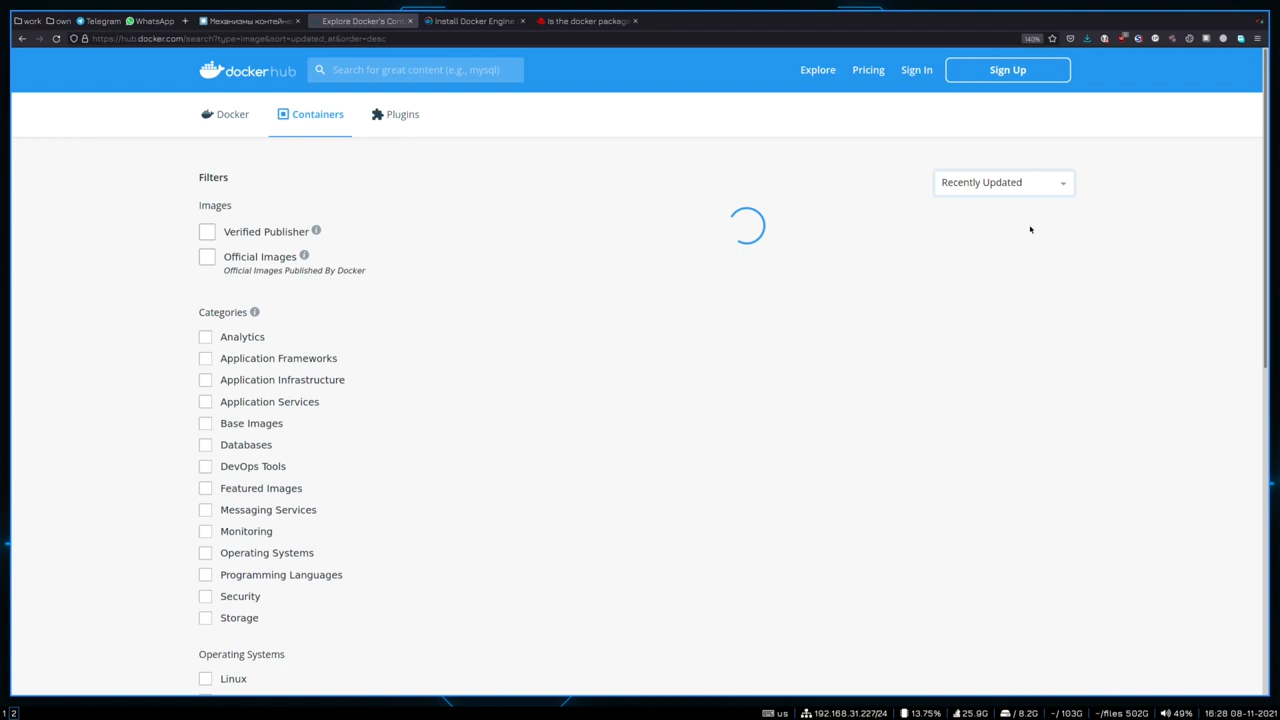 work own Telegram WhatsApp + Механизмы контейне Explore Docker's Cont Install Docker Engine Is the docker package
https://hub.docker.com/search?type=image&sort=updated_at&order=desc 140%
docker hub Search for great content (e.g., mysql) Explore Pricing Sign In Sign Up
Docker Containers Plugins
Filters
Recently Updated
Images
Verified Publisher
Official Images
Official Images Published By Docker
Categories
Analytics
Application Frameworks
Application Infrastructure
Application Services
Base Images
Databases
DevOps Tools
Featured Images
Messaging Services
Monitoring
Operating Systems
Programming Languages
Security
Storage
Operating Systems
Linux
1 2 us 192.168.31.227/24 13.75% 25.9G / 8.2G ~/ 103G ~/files 502G 49% 16:28 08-11-2021